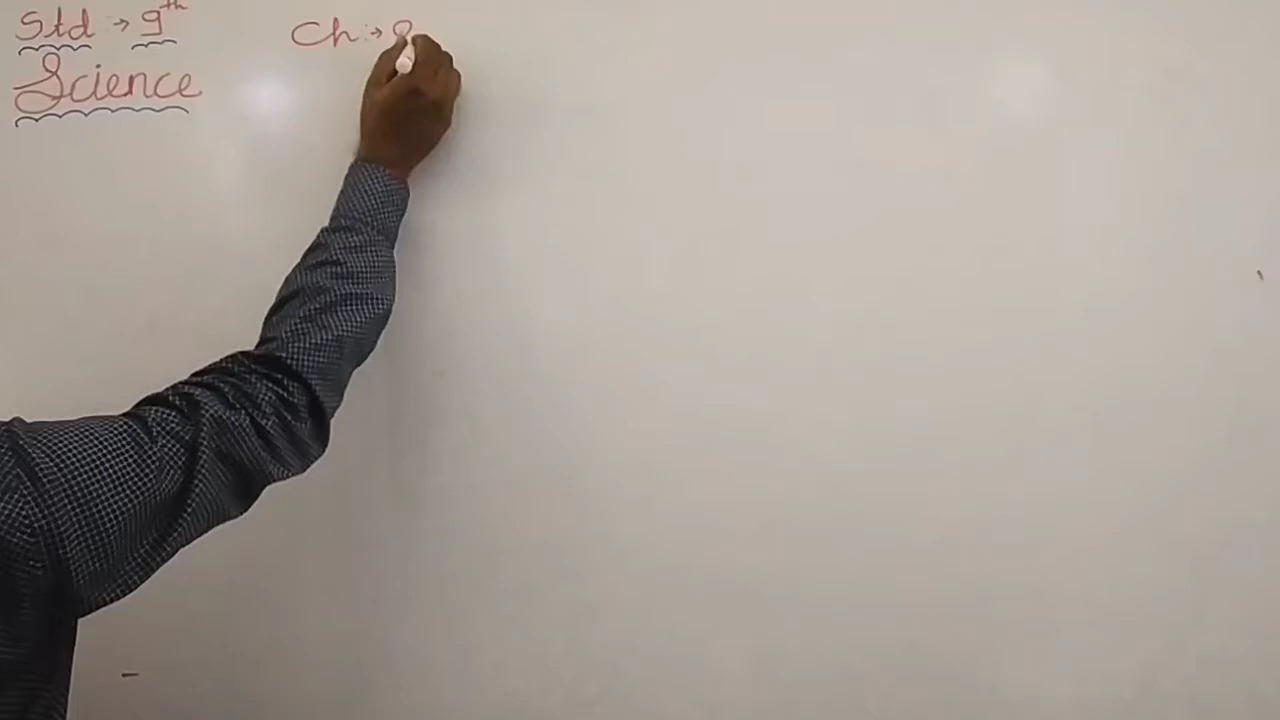 Std :→ 9th
Science
Ch :→